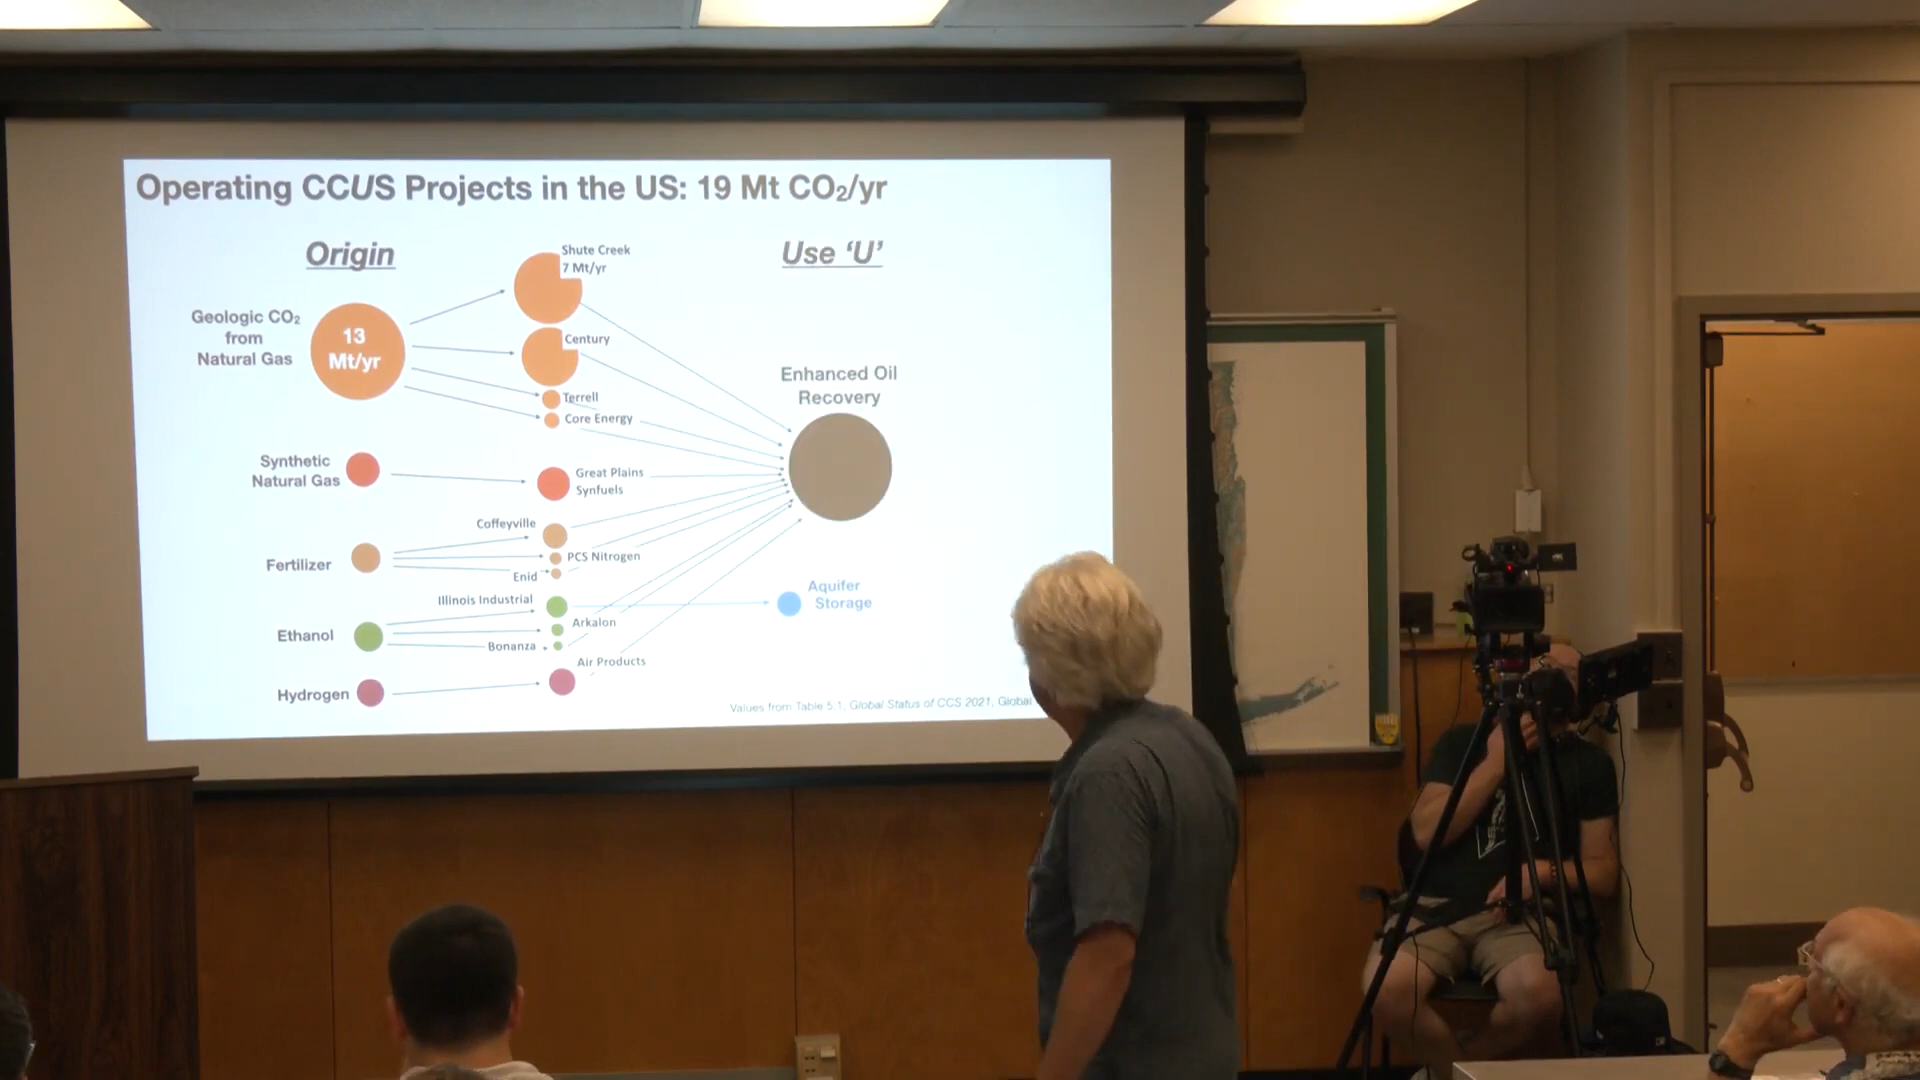 Operating CCUS Projects in the US: 19 Mt CO₂/yr
Origin
Use ‘U’
Shute Creek
7 Mt/yr
Geologic CO₂
from
Natural Gas
13
Mt/yr
Century
Terrell
Core Energy
Enhanced Oil
Recovery
Synthetic
Natural Gas
Great Plains
Synfuels
Coffeyville
Fertilizer
PCS Nitrogen
Enid
Illinois Industrial
Aquifer
Storage
Ethanol
Arkalon
Bonanza
Air Products
Hydrogen
Values from Table 5.1, Global Status of CCS 2021, Global